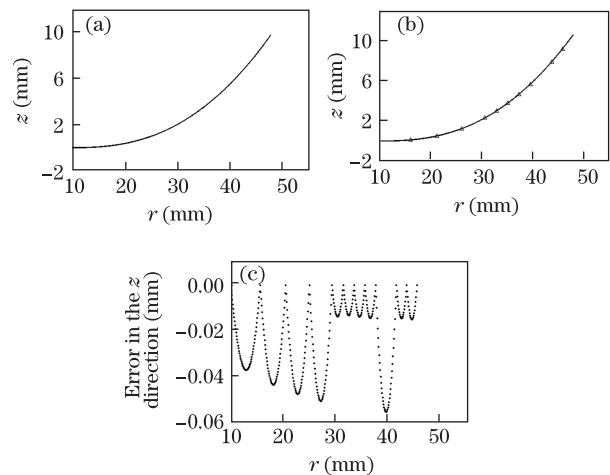 (a)
10
6
2
−2
z (mm)
10 20 30 40 50
r (mm)
(b)
10
6
2
−2
z (mm)
10 20 30 40 50
r (mm)
(c)
0.00
−0.02
−0.04
−0.06
Error in the z
direction (mm)
10 20 30 40 50
r (mm)